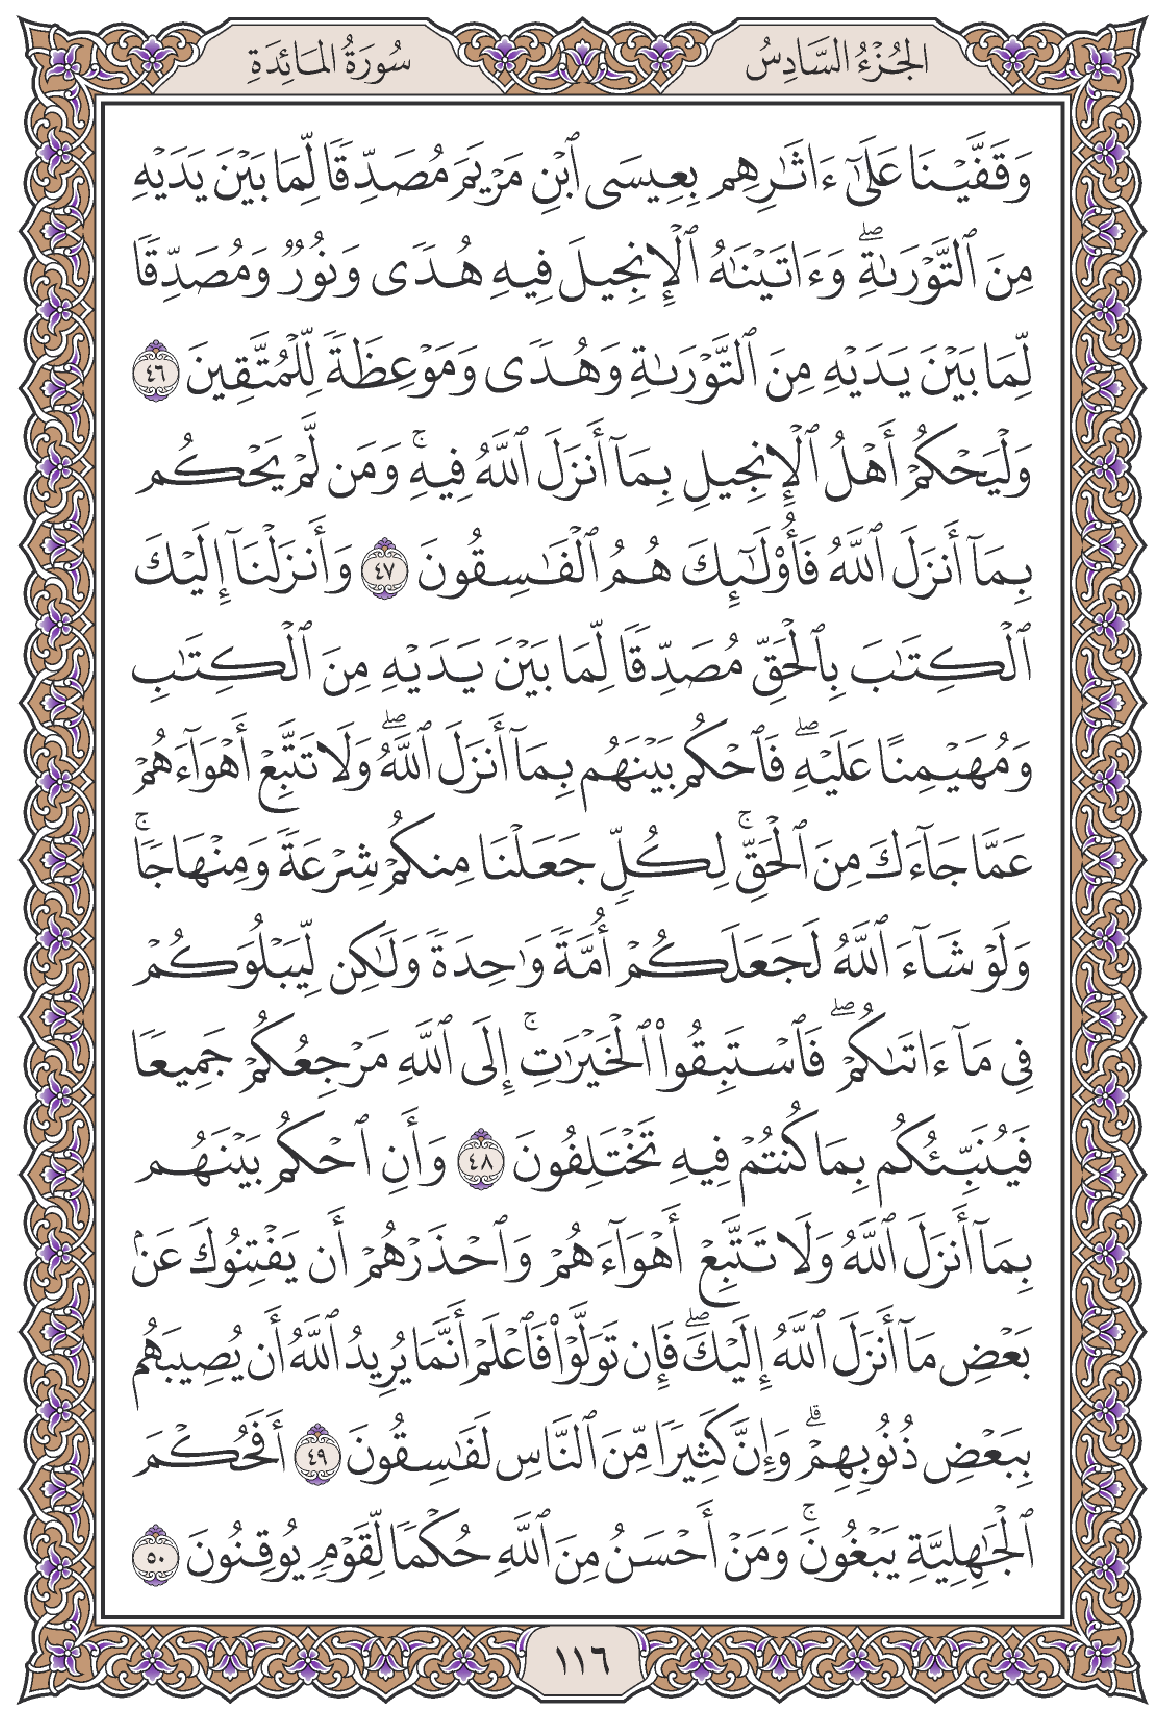 الجُزْءُ السَّادِسُ
سُورَةُ المَائِدَةِ
وَقَفَّيْنَا عَلَىٰٓ ءَاثَٰرِهِم بِعِيسَى ٱبْنِ مَرْيَمَ مُصَدِّقًا لِّمَا بَيْنَ يَدَيْهِ
مِنَ ٱلتَّوْرَىٰةِۖ وَءَاتَيْنَٰهُ ٱلْإِنجِيلَ فِيهِ هُدًى وَنُورٌ وَمُصَدِّقًا
لِّمَا بَيْنَ يَدَيْهِ مِنَ ٱلتَّوْرَىٰةِ وَهُدًى وَمَوْعِظَةً لِّلْمُتَّقِينَ ٤٦
وَلْيَحْكُمْ أَهْلُ ٱلْإِنجِيلِ بِمَآ أَنزَلَ ٱللَّهُ فِيهِۚ وَمَن لَّمْ يَحْكُم
بِمَآ أَنزَلَ ٱللَّهُ فَأُو۟لَٰٓئِكَ هُمُ ٱلْفَٰسِقُونَ ٤٧ وَأَنزَلْنَآ إِلَيْكَ
ٱلْكِتَٰبَ بِٱلْحَقِّ مُصَدِّقًا لِّمَا بَيْنَ يَدَيْهِ مِنَ ٱلْكِتَٰبِ
وَمُهَيْمِنًا عَلَيْهِۖ فَٱحْكُم بَيْنَهُم بِمَآ أَنزَلَ ٱللَّهُۖ وَلَا تَتَّبِعْ أَهْوَآءَهُمْ
عَمَّا جَآءَكَ مِنَ ٱلْحَقِّۚ لِكُلٍّ جَعَلْنَا مِنكُمْ شِرْعَةً وَمِنْهَاجًاۚ
وَلَوْ شَآءَ ٱللَّهُ لَجَعَلَكُمْ أُمَّةً وَٰحِدَةً وَلَٰكِن لِّيَبْلُوَكُمْ
فِي مَآ ءَاتَىٰكُمْۖ فَٱسْتَبِقُوا۟ ٱلْخَيْرَٰتِۚ إِلَى ٱللَّهِ مَرْجِعُكُمْ جَمِيعًا
فَيُنَبِّئُكُم بِمَا كُنتُمْ فِيهِ تَخْتَلِفُونَ ٤٨ وَأَنِ ٱحْكُم بَيْنَهُم
بِمَآ أَنزَلَ ٱللَّهُ وَلَا تَتَّبِعْ أَهْوَآءَهُمْ وَٱحْذَرْهُمْ أَن يَفْتِنُوكَ عَنۢ
بَعْضِ مَآ أَنزَلَ ٱللَّهُ إِلَيْكَۖ فَإِن تَوَلَّوْا۟ فَٱعْلَمْ أَنَّمَا يُرِيدُ ٱللَّهُ أَن يُصِيبَهُم
بِبَعْضِ ذُنُوبِهِمْۗ وَإِنَّ كَثِيرًا مِّنَ ٱلنَّاسِ لَفَٰسِقُونَ ٤٩ أَفَحُكْمَ
ٱلْجَٰهِلِيَّةِ يَبْغُونَۚ وَمَنْ أَحْسَنُ مِنَ ٱللَّهِ حُكْمًا لِّقَوْمٍ يُوقِنُونَ ٥٠
١١٦